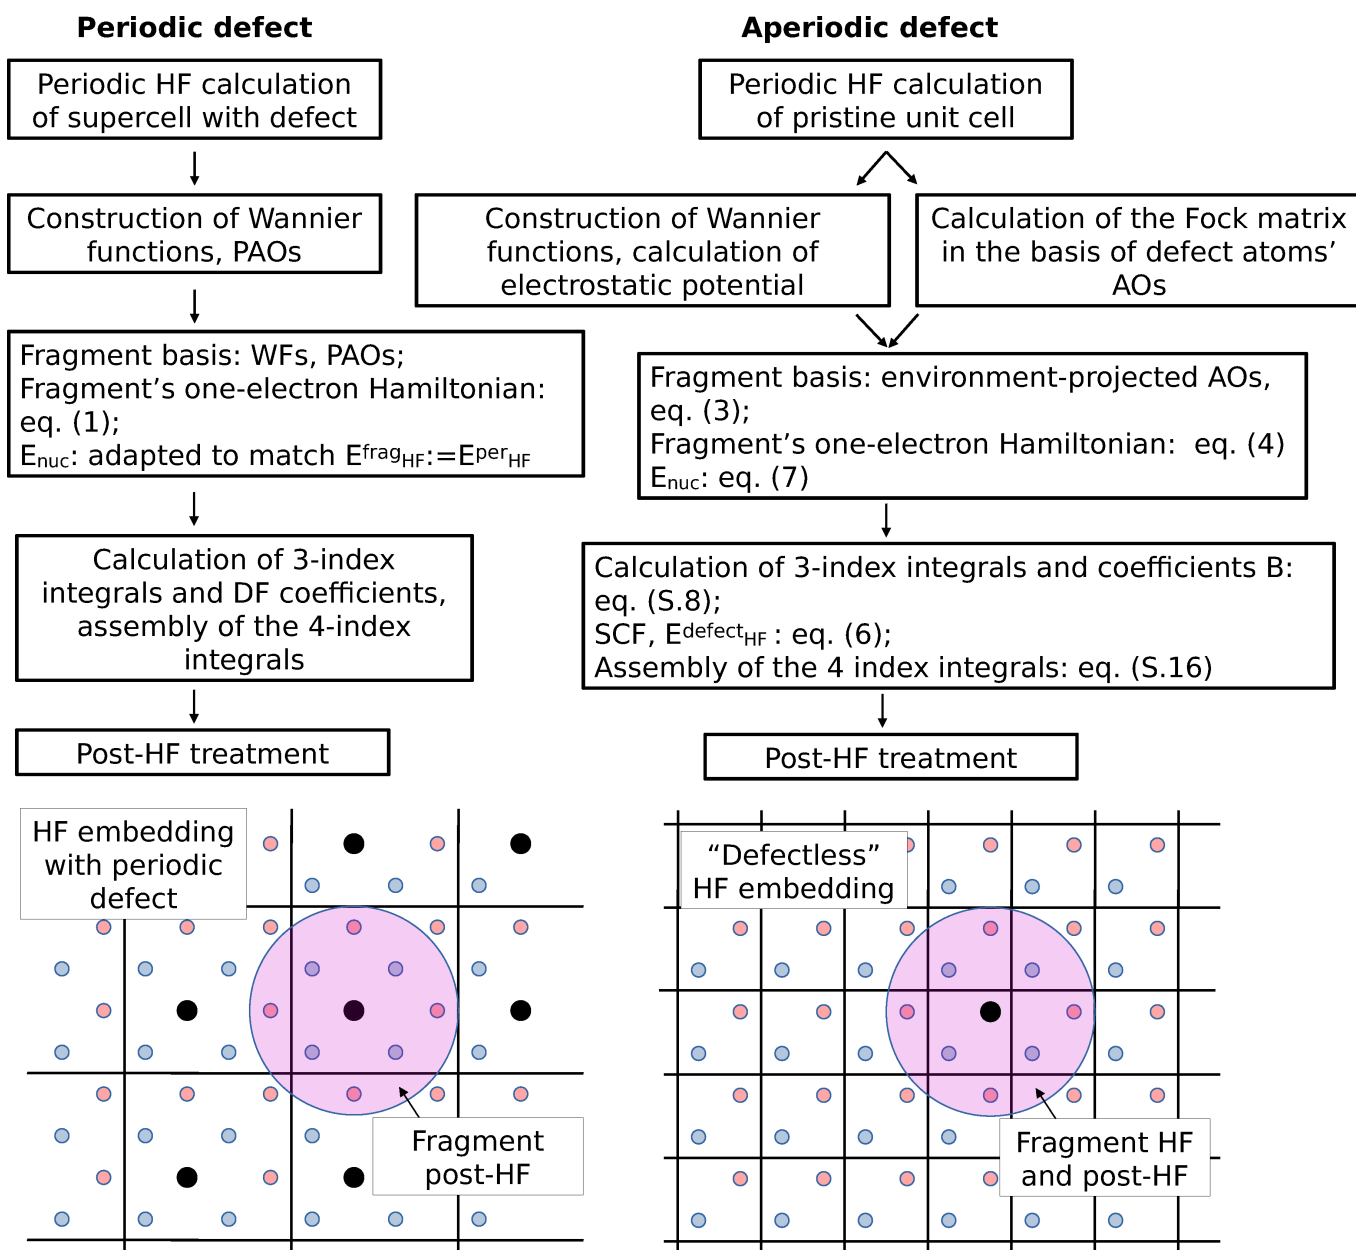 Periodic defect
Periodic HF calculation
of supercell with defect
Construction of Wannier
functions, PAOs
Fragment basis: WFs, PAOs;
Fragment’s one-electron Hamiltonian:
eq. (1);
Enuc: adapted to match EfragHF:=EperHF
Calculation of 3-index
integrals and DF coefficients,
assembly of the 4-index
integrals
Post-HF treatment
HF embedding
with periodic
defect
Fragment
post-HF
Aperiodic defect
Periodic HF calculation
of pristine unit cell
Construction of Wannier
functions, calculation of
electrostatic potential
Calculation of the Fock matrix
in the basis of defect atoms’
AOs
Fragment basis: environment-projected AOs,
eq. (3);
Fragment’s one-electron Hamiltonian:  eq. (4)
Enuc: eq. (7)
Calculation of 3-index integrals and coefficients B:
eq. (S.8);
SCF, EdefectHF : eq. (6);
Assembly of the 4 index integrals: eq. (S.16)
Post-HF treatment
“Defectless”
HF embedding
Fragment HF
and post-HF